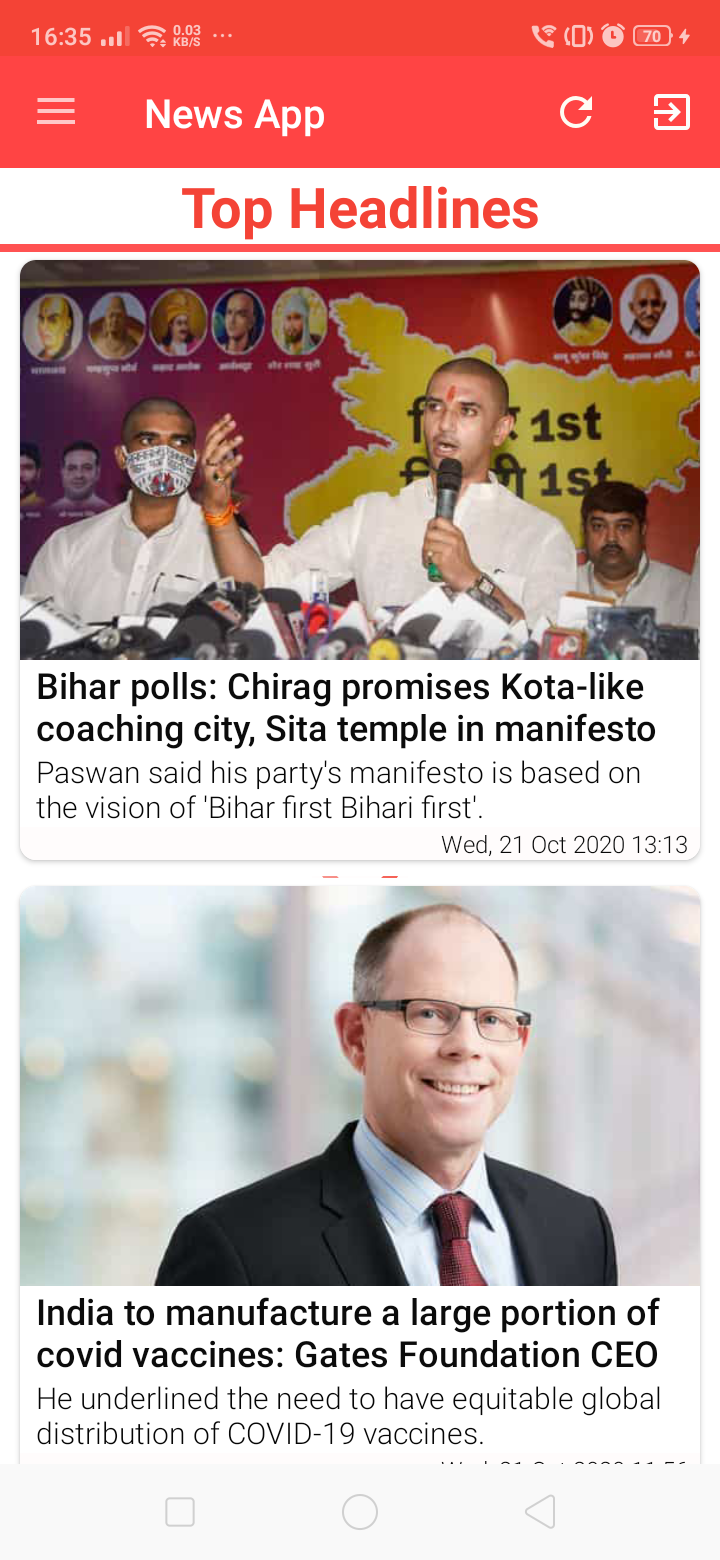 16:35
0.03
KB/S
70
News App
Top Headlines
1st
1st
Bihar polls: Chirag promises Kota-like
coaching city, Sita temple in manifesto
Paswan said his party's manifesto is based on
the vision of 'Bihar first Bihari first'.
Wed, 21 Oct 2020 13:13
India to manufacture a large portion of
covid vaccines: Gates Foundation CEO
He underlined the need to have equitable global
distribution of COVID-19 vaccines.